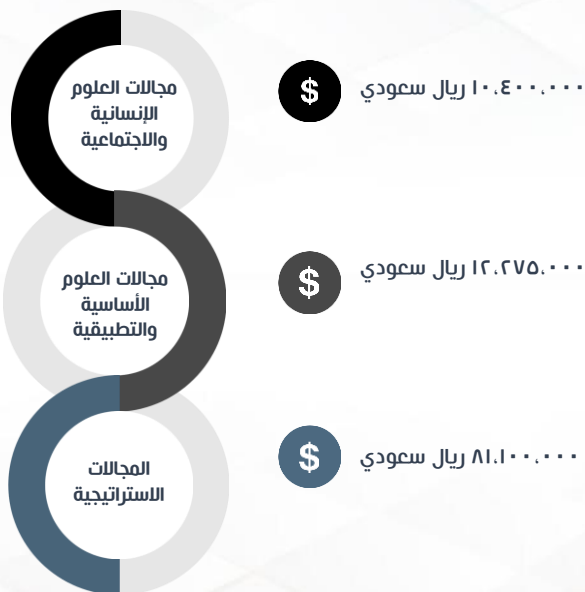 مجالات العلوم
الإنسانية
والاجتماعية
$
١٠،٤٠٠،٠٠٠ ريال سعودي
مجالات العلوم
الأساسية
والتطبيقية
$
١٢،٢٧٥،٠٠٠ ريال سعودي
المجالات
الاستراتيجية
$
٨١،١٠٠،٠٠٠ ريال سعودي